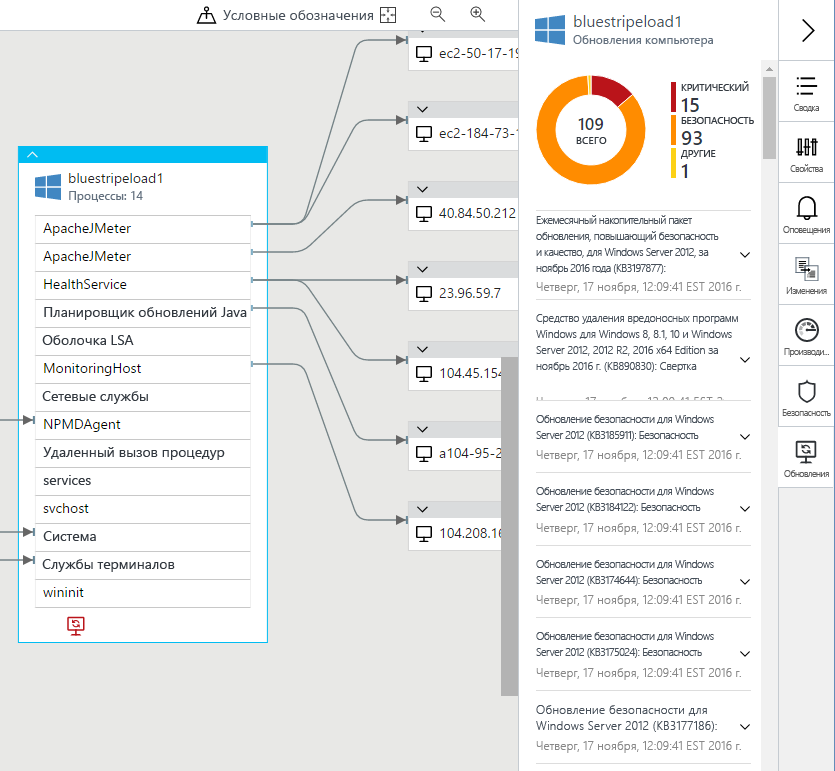 Условные обозначения
bluestripeload1
Процессы: 14
ApacheJMeter
ApacheJMeter
HealthService
Планировщик обновлений Java
Оболочка LSA
MonitoringHost
Сетевые службы
NPMDAgent
Удаленный вызов процедур
services
svchost
Система
Службы терминалов
wininit
ec2-50-17-19
ec2-184-73-1
40.84.50.212
23.96.59.7
104.45.154
a104-95-2
104.208.16
bluestripeload1
Обновления компьютера
109
ВСЕГО
КРИТИЧЕСКИЙ
15
БЕЗОПАСНОСТЬ
93
ДРУГИЕ
1
Ежемесячный накопительный пакет
обновления, повышающий безопасность
и качество, для Windows Server 2012, за
ноябрь 2016 года (KB3197877):
Четверг, 17 ноября, 12:09:41 EST 2016 г.
Средство удаления вредоносных программ
Windows для Windows 8, 8.1, 10 и Windows
Server 2012, 2012 R2, 2016 x64 Edition за
ноябрь 2016 г. (KB890830): Свертка
Обновление безопасности для Windows
Server 2012 (KB3185911): Безопасность
Четверг, 17 ноября, 12:09:41 EST 2016 г.
Обновление безопасности для Windows
Server 2012 (KB3184122): Безопасность
Четверг, 17 ноября, 12:09:41 EST 2016 г.
Обновление безопасности для Windows
Server 2012 (KB3174644): Безопасность
Четверг, 17 ноября, 12:09:41 EST 2016 г.
Обновление безопасности для Windows
Server 2012 (KB3175024): Безопасность
Четверг, 17 ноября, 12:09:41 EST 2016 г.
Обновление безопасности для
Windows Server 2012 (KB3177186):
Четверг, 17 ноября, 12:09:41 EST 2016 г.
Сводка
Свойства
Оповещения
Изменения
Производи...
Безопасность
Обновления